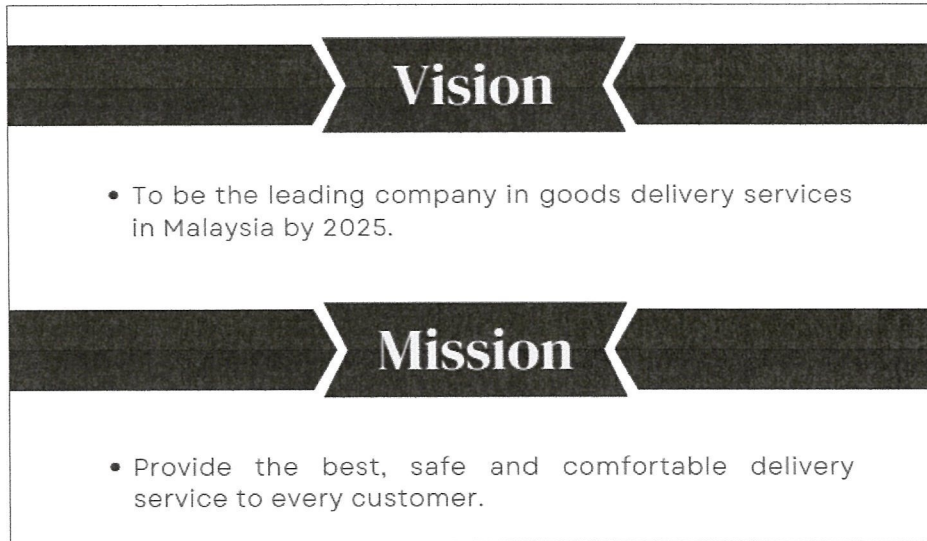 Vision
• To be the leading company in goods delivery services
in Malaysia by 2025.
Mission
• Provide the best, safe and comfortable delivery
service to every customer.